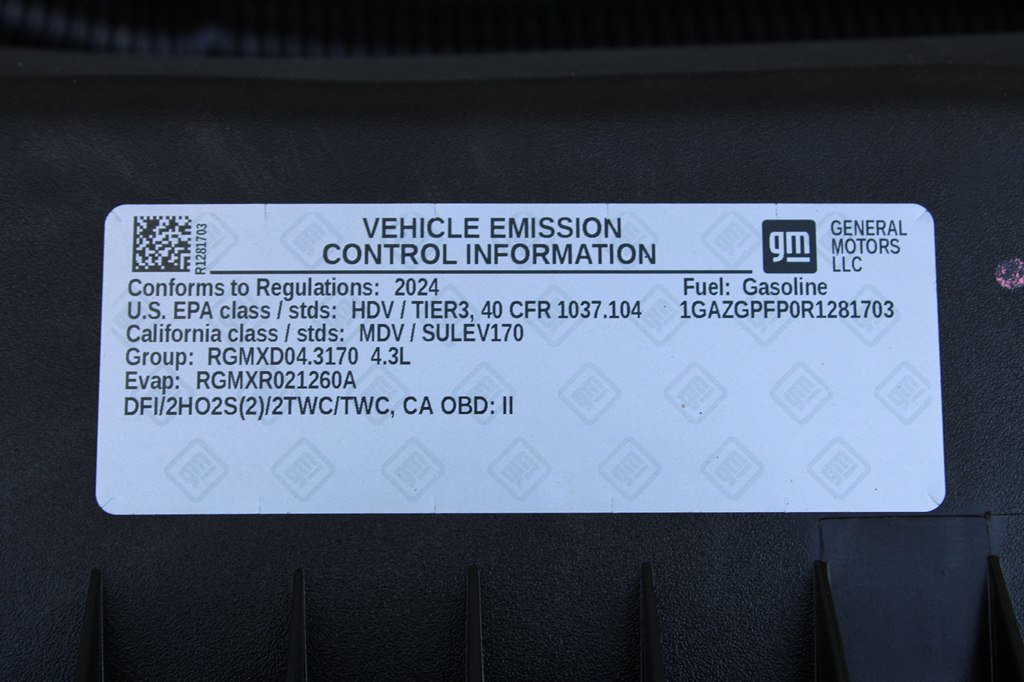 R1281703
VEHICLE EMISSION
CONTROL INFORMATION
gm
GENERAL
MOTORS
LLC
Conforms to Regulations: 2024
Fuel: Gasoline
U.S. EPA class / stds: HDV / TIER3, 40 CFR 1037.104
1GAZGPFP0R1281703
California class / stds: MDV / SULEV170
Group: RGMXD04.3170 4.3L
Evap: RGMXR021260A
DFI/2HO2S(2)/2TWC/TWC, CA OBD: II